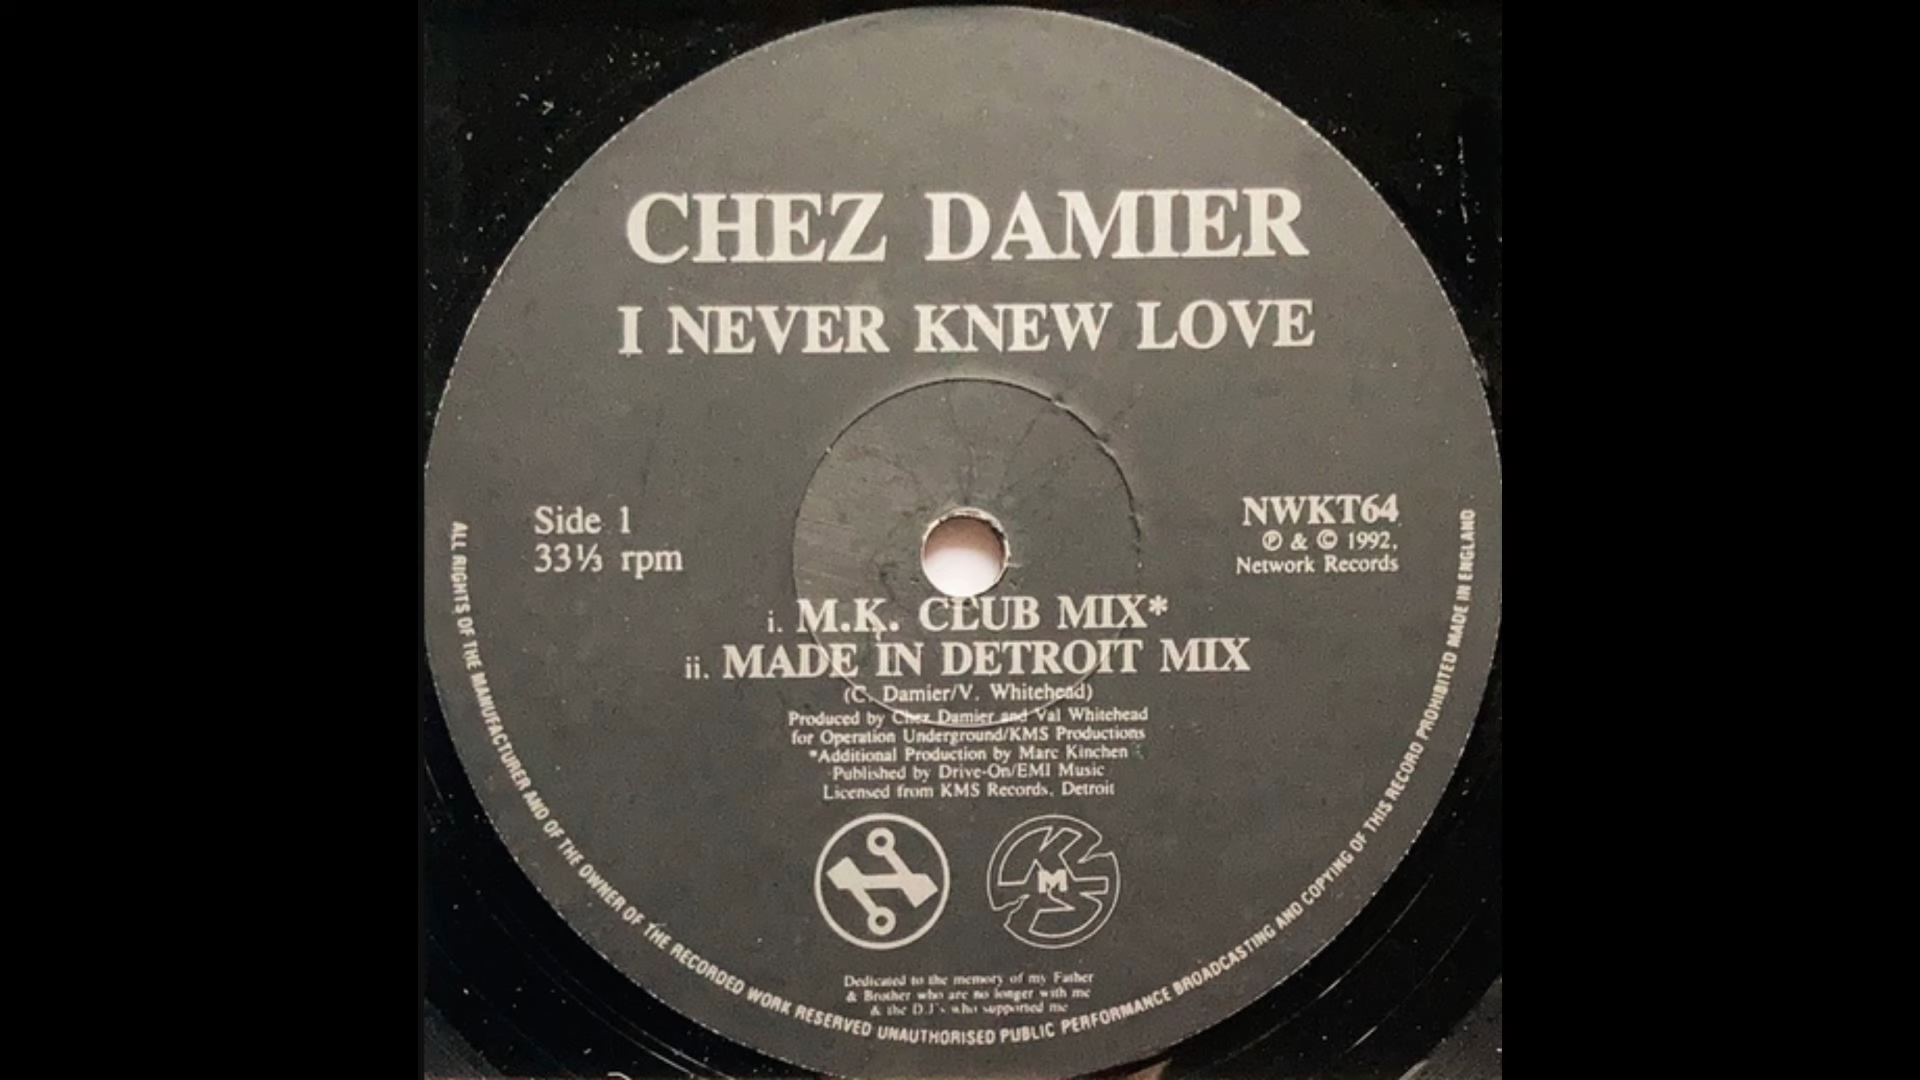 CHEZ DAMIER
I NEVER KNEW LOVE
Side 1
33⅓ rpm
NWKT64
℗ & © 1992.
Network Records
i. M.K. CLUB MIX*
ii. MADE IN DETROIT MIX
(C. Damier/V. Whitehead)
Produced by Chez Damier and Val Whitehead
for Operation Underground/KMS Productions
*Additional Production by Marc Kinchen
Published by Drive-On/EMI Music
Licensed from KMS Records, Detroit
N
KMS
Dedicated to the memory of my Father
& Brother who are no longer with me
& the D.J's who supported me
ALL RIGHTS OF THE MANUFACTURER AND OF THE OWNER OF THE RECORDED WORK RESERVED UNAUTHORISED PUBLIC PERFORMANCE BROADCASTING AND COPYING OF THIS RECORD PROHIBITED MADE IN ENGLAND